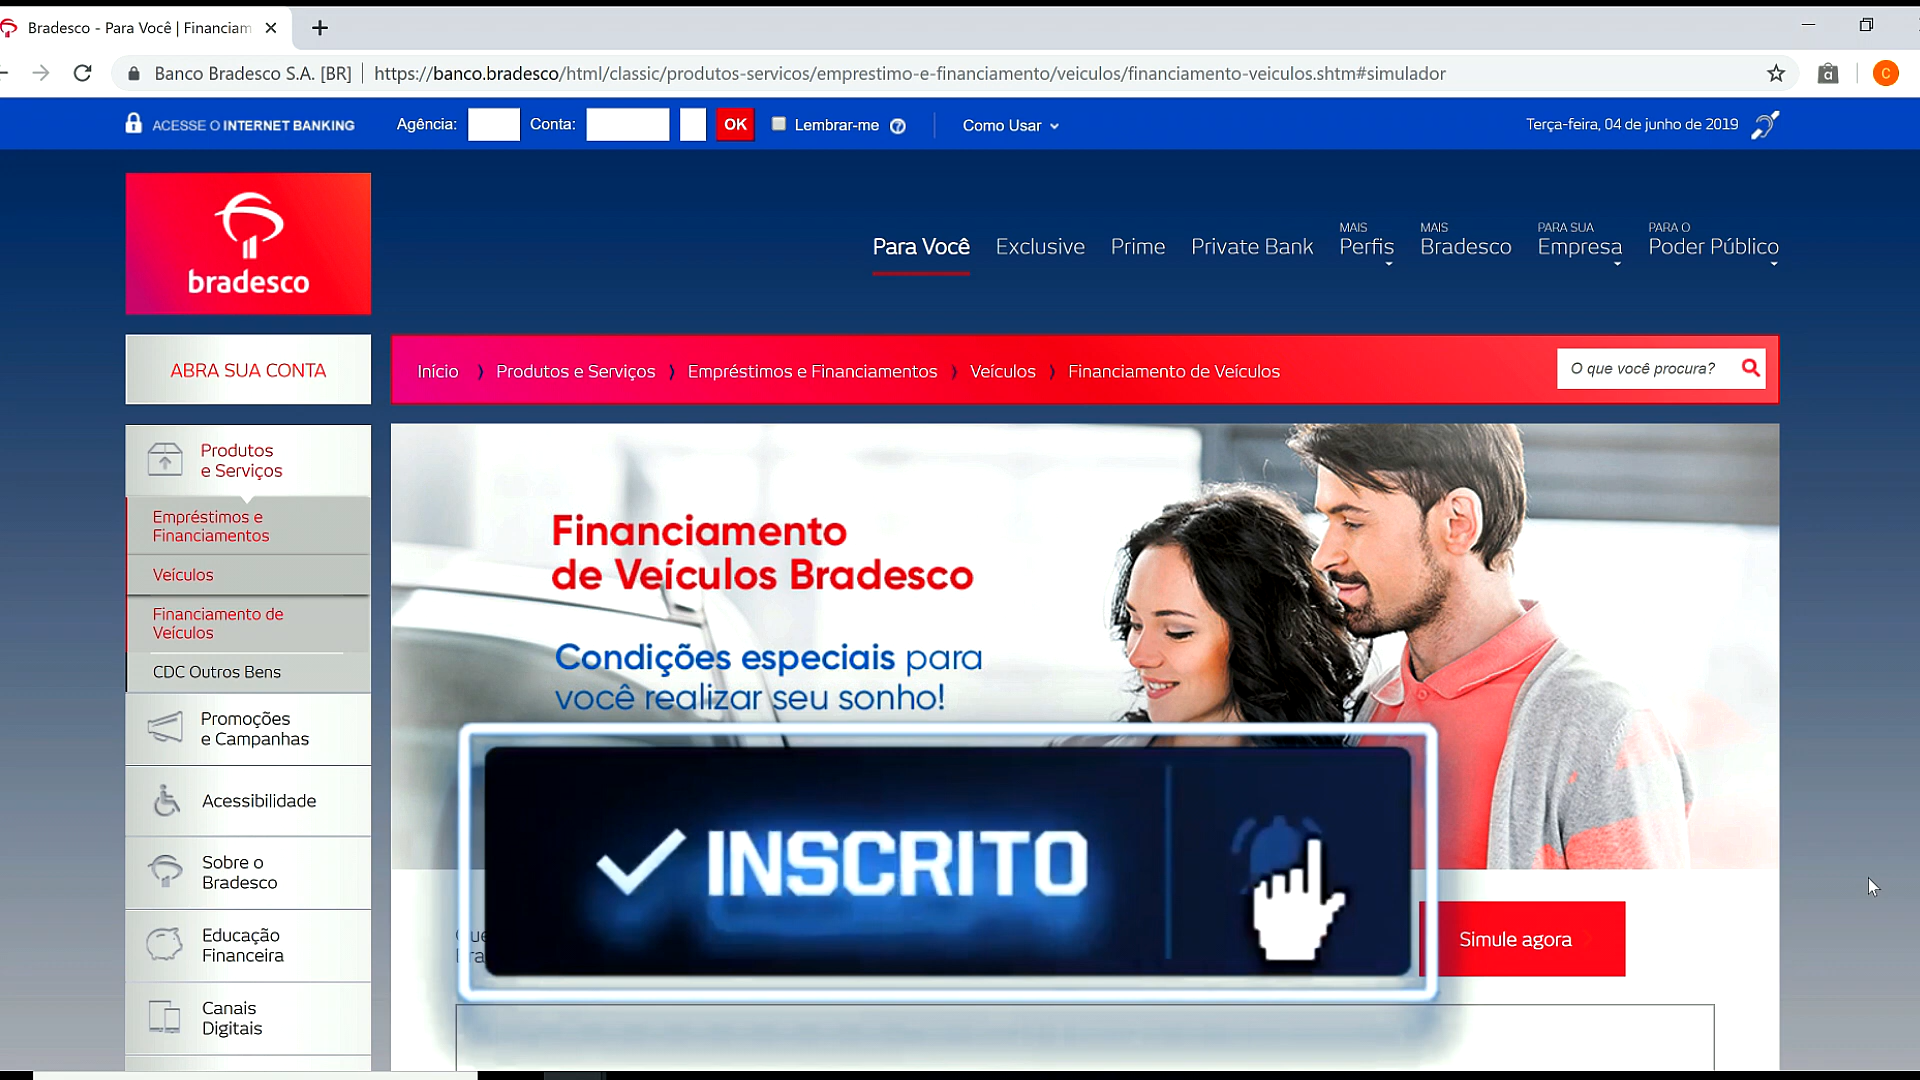 Bradesco - Para Você | Financiam
Banco Bradesco S.A. [BR] | https://banco.bradesco/html/classic/produtos-servicos/emprestimo-e-financiamento/veiculos/financiamento-veiculos.shtm#simulador
C
ACESSE O INTERNET BANKING
Agência:
Conta:
OK
Lembrar-me
?
Como Usar
Terça-feira, 04 de junho de 2019
bradesco
Para Você
Exclusive
Prime
Private Bank
MAIS
Perfis
MAIS
Bradesco
PARA SUA
Empresa
PARA O
Poder Público
ABRA SUA CONTA
Início
Produtos e Serviços
Empréstimos e Financiamentos
Veículos
Financiamento de Veículos
O que você procura?
Produtos
e Serviços
Empréstimos e
Financiamentos
Veículos
Financiamento de
Veículos
CDC Outros Bens
Promoções
e Campanhas
Acessibilidade
Sobre o
Bradesco
Educação
Financeira
Canais
Digitais
Financiamento
de Veículos Bradesco
Condições especiais para
você realizar seu sonho!
INSCRITO
Simule agora